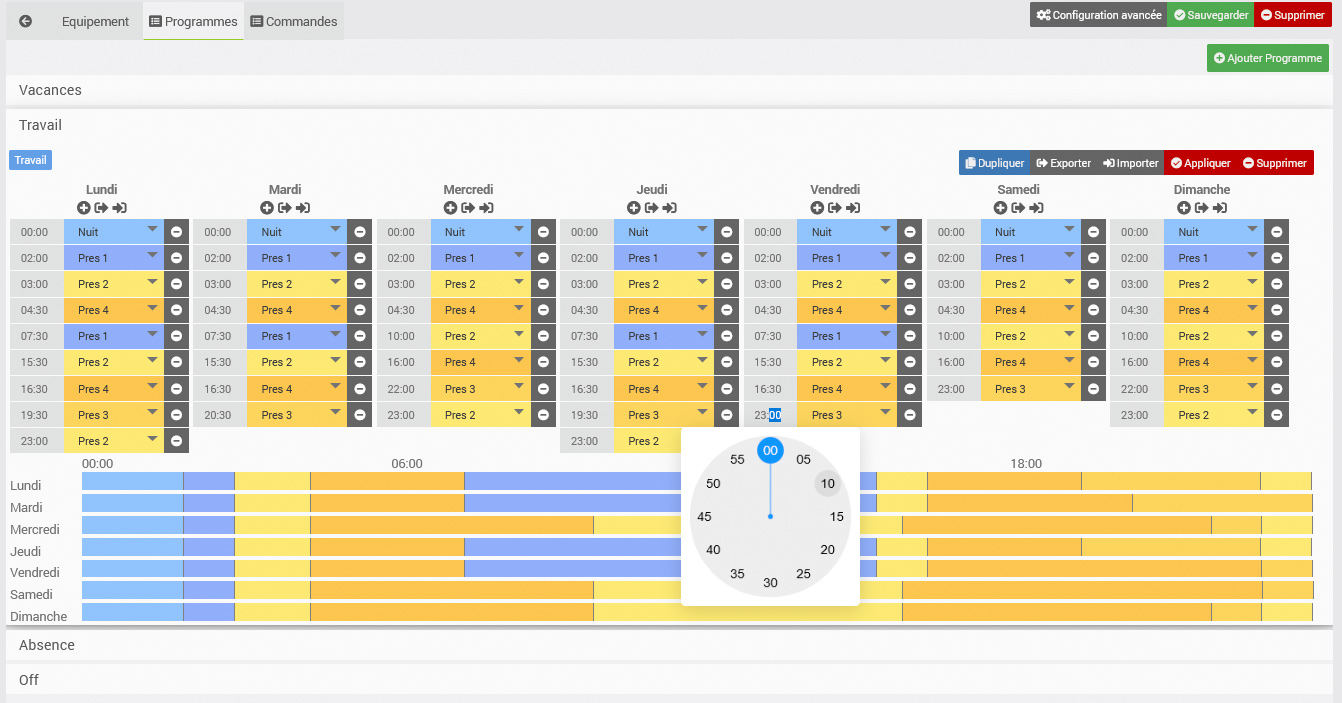 Equipement Programmes Commandes Configuration avancée Sauvegarder Supprimer
Ajouter Programme
Vacances
Travail
Travail Dupliquer Exporter Importer Appliquer Supprimer
Lundi Mardi Mercredi Jeudi Vendredi Samedi Dimanche
00:00 Nuit 00:00 Nuit 00:00 Nuit 00:00 Nuit 00:00 Nuit 00:00 Nuit 00:00 Nuit
02:00 Pres 1 02:00 Pres 1 02:00 Pres 1 02:00 Pres 1 02:00 Pres 1 02:00 Pres 1 02:00 Pres 1
03:00 Pres 2 03:00 Pres 2 03:00 Pres 2 03:00 Pres 2 03:00 Pres 2 03:00 Pres 2 03:00 Pres 2
04:30 Pres 4 04:30 Pres 4 04:30 Pres 4 04:30 Pres 4 04:30 Pres 4 04:30 Pres 4 04:30 Pres 4
07:30 Pres 1 07:30 Pres 1 10:00 Pres 2 07:30 Pres 1 07:30 Pres 1 10:00 Pres 2 10:00 Pres 2
15:30 Pres 2 15:30 Pres 2 16:00 Pres 4 15:30 Pres 2 15:30 Pres 2 16:00 Pres 4 16:00 Pres 4
16:30 Pres 4 16:30 Pres 4 22:00 Pres 3 16:30 Pres 4 16:30 Pres 4 23:00 Pres 3 22:00 Pres 3
19:30 Pres 3 20:30 Pres 3 23:00 Pres 2 19:30 Pres 3 23:00 Pres 3 23:00 Pres 2
23:00 Pres 2 23:00 Pres 2
00 05 10 15 20 25 30 35 40 45 50 55
00:00 06:00 18:00
Lundi
Mardi
Mercredi
Jeudi
Vendredi
Samedi
Dimanche
Absence
Off